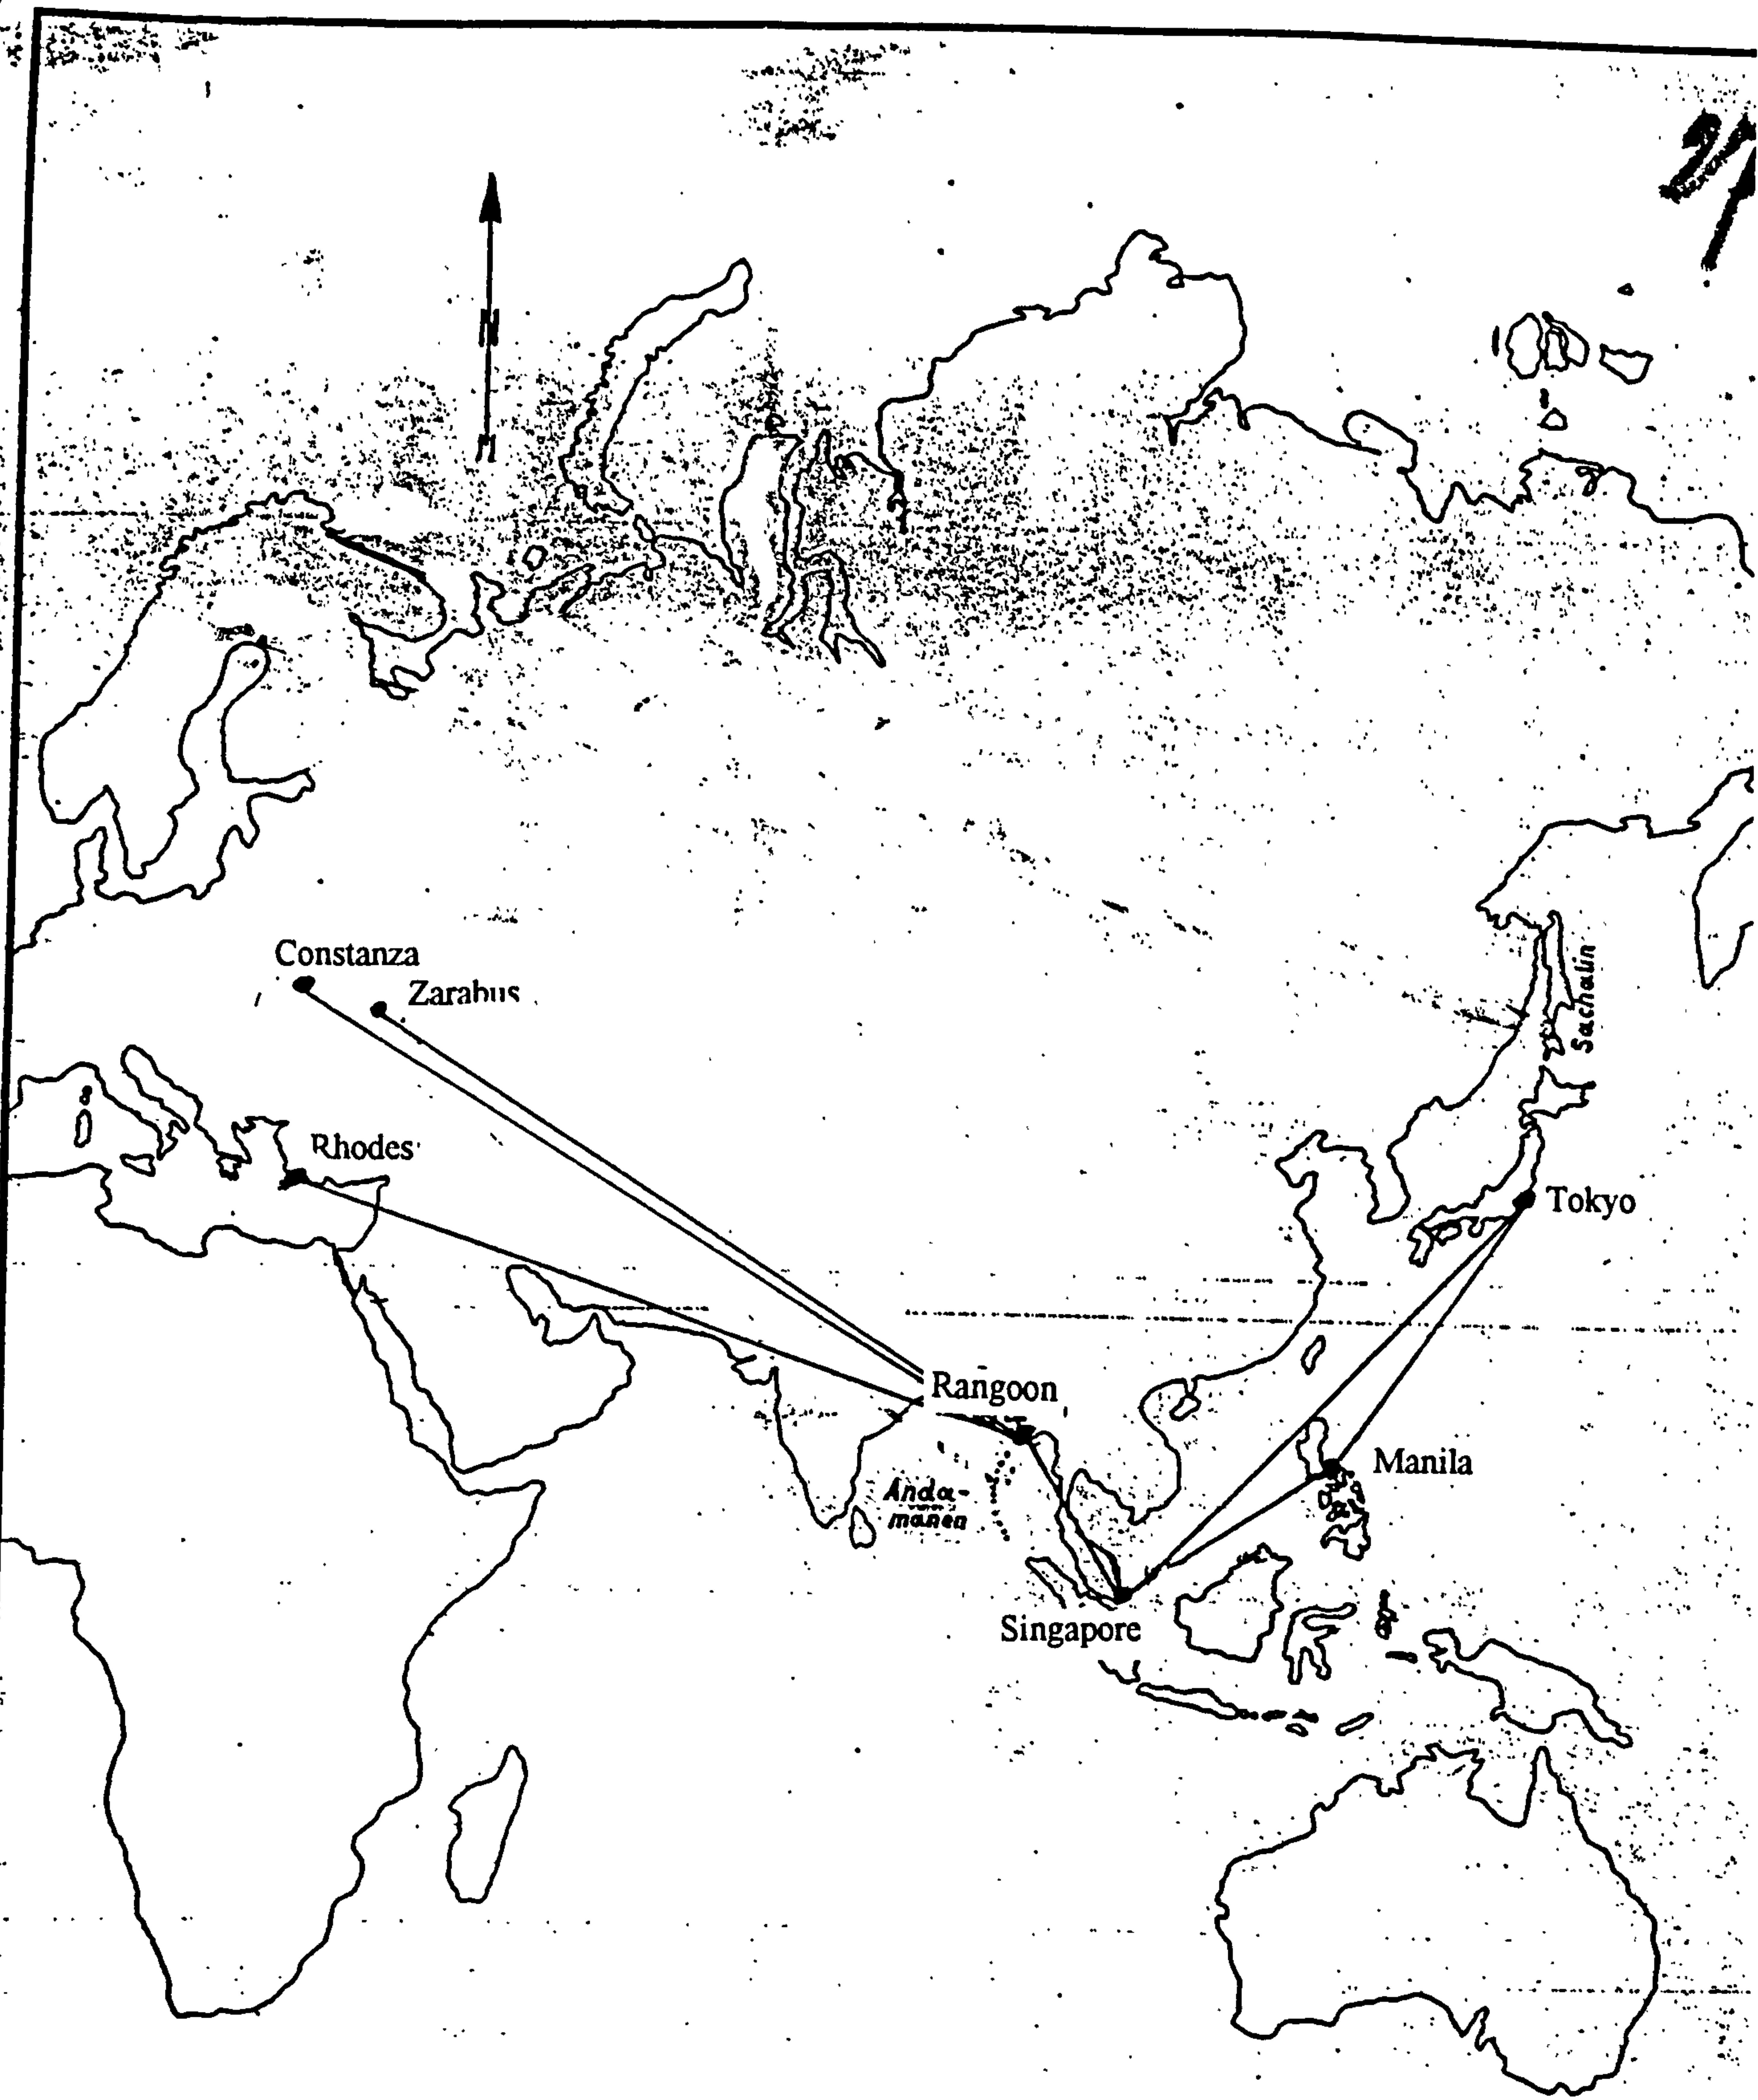 N
Constanza
Zarabus
Sachalin
Rhodes
Tokyo
Rangoon
Manila
Anda-
manen
Singapore